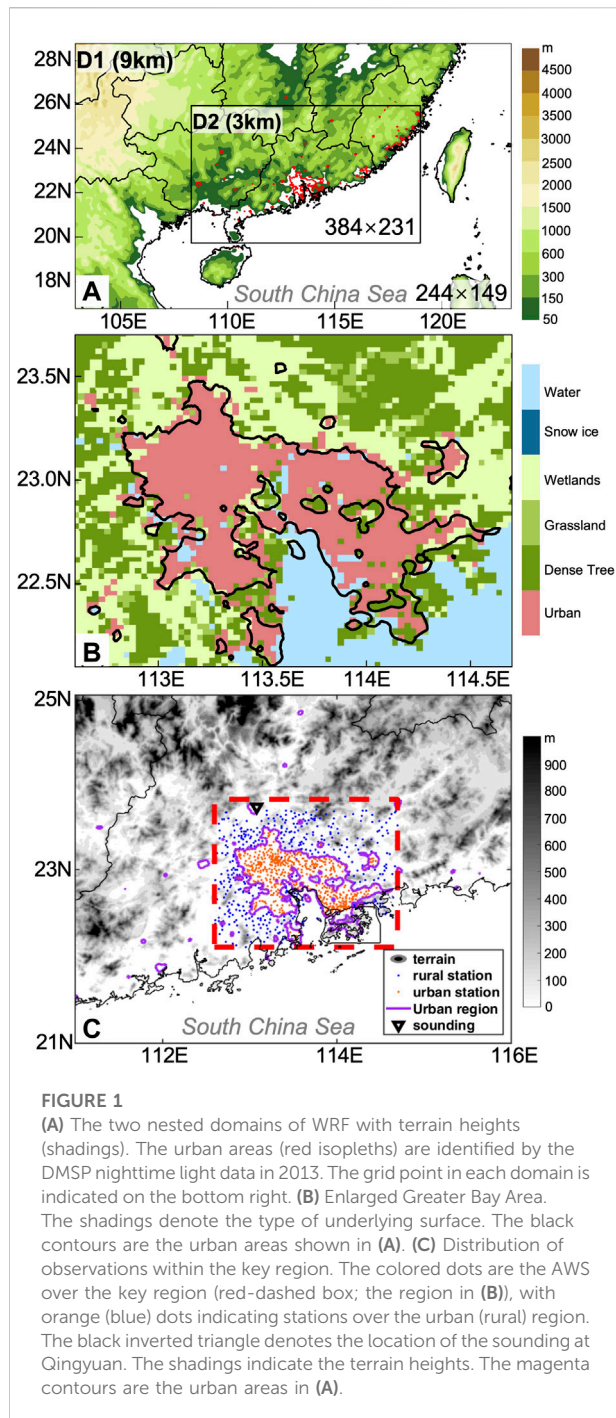 D1 (9km)
D2 (3km)
384×231
South China Sea
244×149
A
28N
26N
24N
22N
20N
18N
105E
110E
115E
120E
m
4500
4000
3500
3000
2500
2000
1500
1000
600
300
150
50
23.5N
23.0N
22.5N
B
113E
113.5E
114E
114.5E
Water
Snow ice
Wetlands
Grassland
Dense Tree
Urban
25N
23N
21N
C
South China Sea
terrain
rural station
urban station
Urban region
sounding
112E
114E
116E
m
900
800
700
600
500
400
300
200
100
0
FIGURE 1
(A) The two nested domains of WRF with terrain heights
(shadings). The urban areas (red isopleths) are identified by the
DMSP nighttime light data in 2013. The grid point in each domain is
indicated on the bottom right. (B) Enlarged Greater Bay Area.
The shadings denote the type of underlying surface. The black
contours are the urban areas shown in (A). (C) Distribution of
observations within the key region. The colored dots are the AWS
over the key region (red-dashed box; the region in (B)), with
orange (blue) dots indicating stations over the urban (rural) region.
The black inverted triangle denotes the location of the sounding at
Qingyuan. The shadings indicate the terrain heights. The magenta
contours are the urban areas in (A).